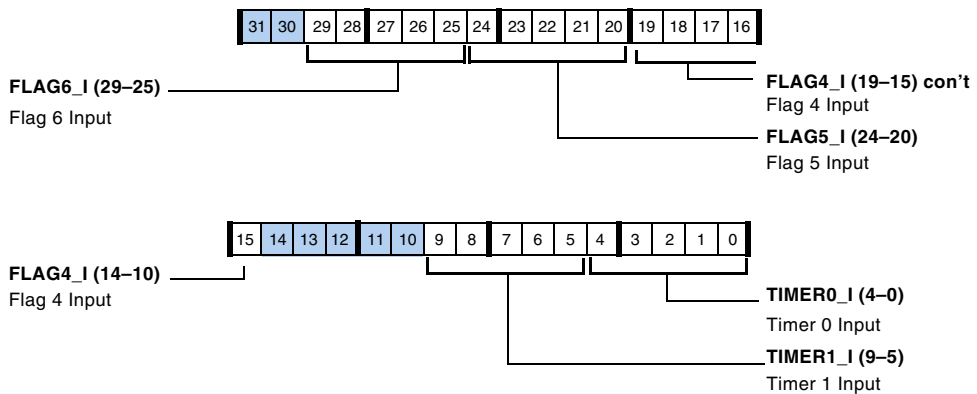 31 30 29 28 27 26 25 24 23 22 21 20 19 18 17 16
FLAG6_I (29–25)
Flag 6 Input
FLAG4_I (19–15) con't
Flag 4 Input
FLAG5_I (24–20)
Flag 5 Input
15 14 13 12 11 10 9 8 7 6 5 4 3 2 1 0
FLAG4_I (14–10)
Flag 4 Input
TIMER0_I (4–0)
Timer 0 Input
TIMER1_I (9–5)
Timer 1 Input